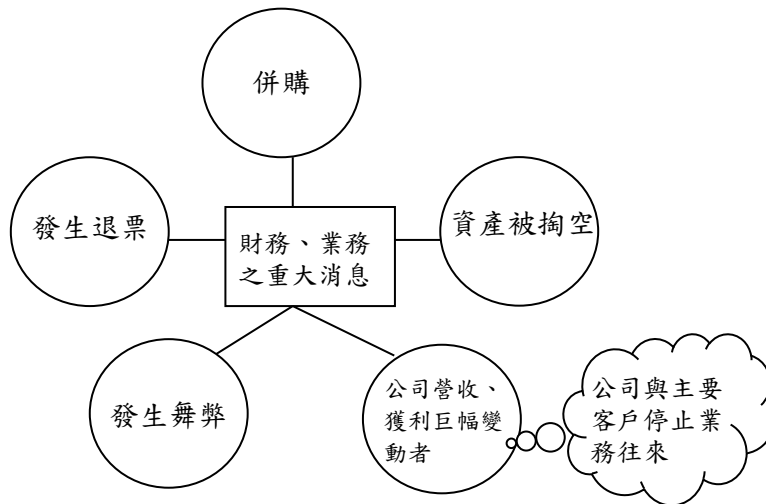 併購
發生退票
財務、業務
之重大消息
資產被掏空
發生舞弊
公司營收、
獲利巨幅變
動者
公司與主要
客戶停止業
務往來